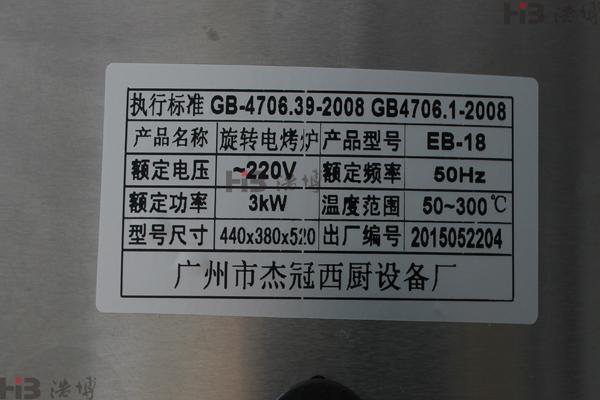 HB 浩博
执行标准 GB-4706.39-2008 GB4706.1-2008
产品名称 旋转电烤炉 产品型号 EB-18
额定电压 ~220V 额定频率 50Hz
HB 浩博
额定功率 3kW 温度范围 50~300℃
型号尺寸 440x380x520 出厂编号 2015052204
广州市杰冠西厨设备厂
HB 浩博